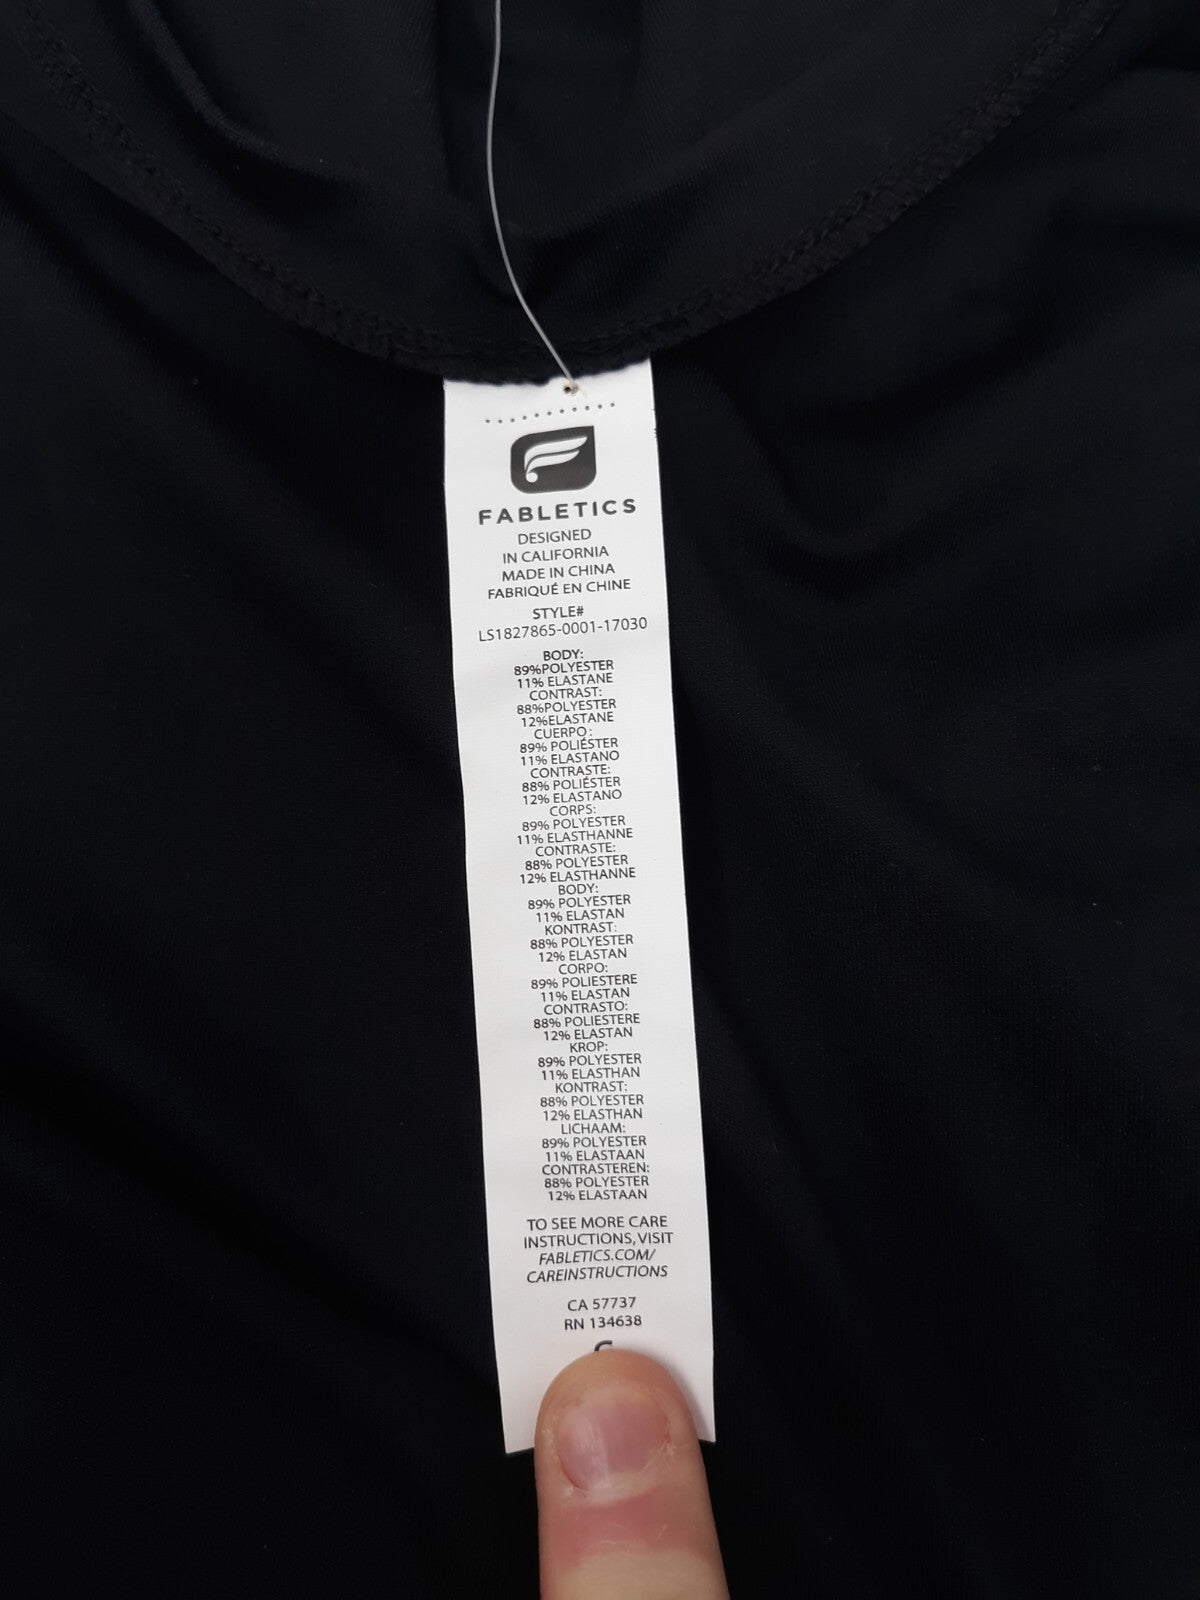 FABLETICS
DESIGNED
IN CALIFORNIA
MADE IN CHINA
FABRIQUÉ EN CHINE
STYLE#
LS1827865-0001-17030
BODY:
89%POLYESTER
11% ELASTANE
CONTRAST:
88%POLYESTER
12%ELASTANE
CUERPO:
89% POLIÉSTER
11% ELASTANO
CONTRASTE:
88% POLIÉSTER
12% ELASTANO
CORPS:
89% POLYESTER
11% ELASTHANNE
CONTRASTE:
88% POLYESTER
12% ELASTHANNE
BODY:
89% POLYESTER
11% ELASTAN
KONTRAST:
88% POLYESTER
12% ELASTAN
CORPO:
89% POLIESTERE
11% ELASTAN
CONTRASTO:
88% POLIESTERE
12% ELASTAN
KROP:
89% POLYESTER
11% ELASTHAN
KONTRAST:
88% POLYESTER
12% ELASTHAN
LICHAAM:
89% POLYESTER
11% ELASTAAN
CONTRASTEREN:
88% POLYESTER
12% ELASTAAN
TO SEE MORE CARE
INSTRUCTIONS, VISIT
FABLETICS.COM/
CAREINSTRUCTIONS
CA 57737
RN 134638